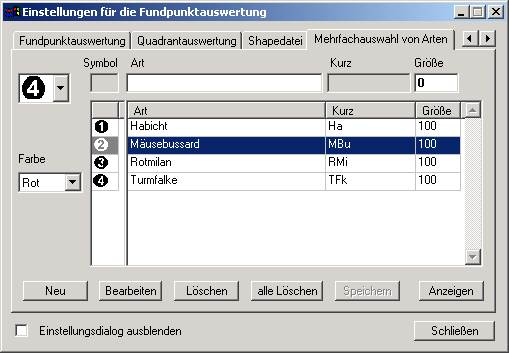 Einstellungen für die Fundpunktauswertung
Fundpunktauswertung Quadrantauswertung Shapedatei Mehrfachauswahl von Arten
Symbol Art Kurz Größe
4 0
Art Kurz Größe
1 Habicht Ha 100
2 Mäusebussard MBu 100
3 Rotmilan RMi 100
4 Turmfalke TFk 100
Farbe
Rot
Neu Bearbeiten Löschen alle Löschen Speichern Anzeigen
Einstellungsdialog ausblenden Schließen